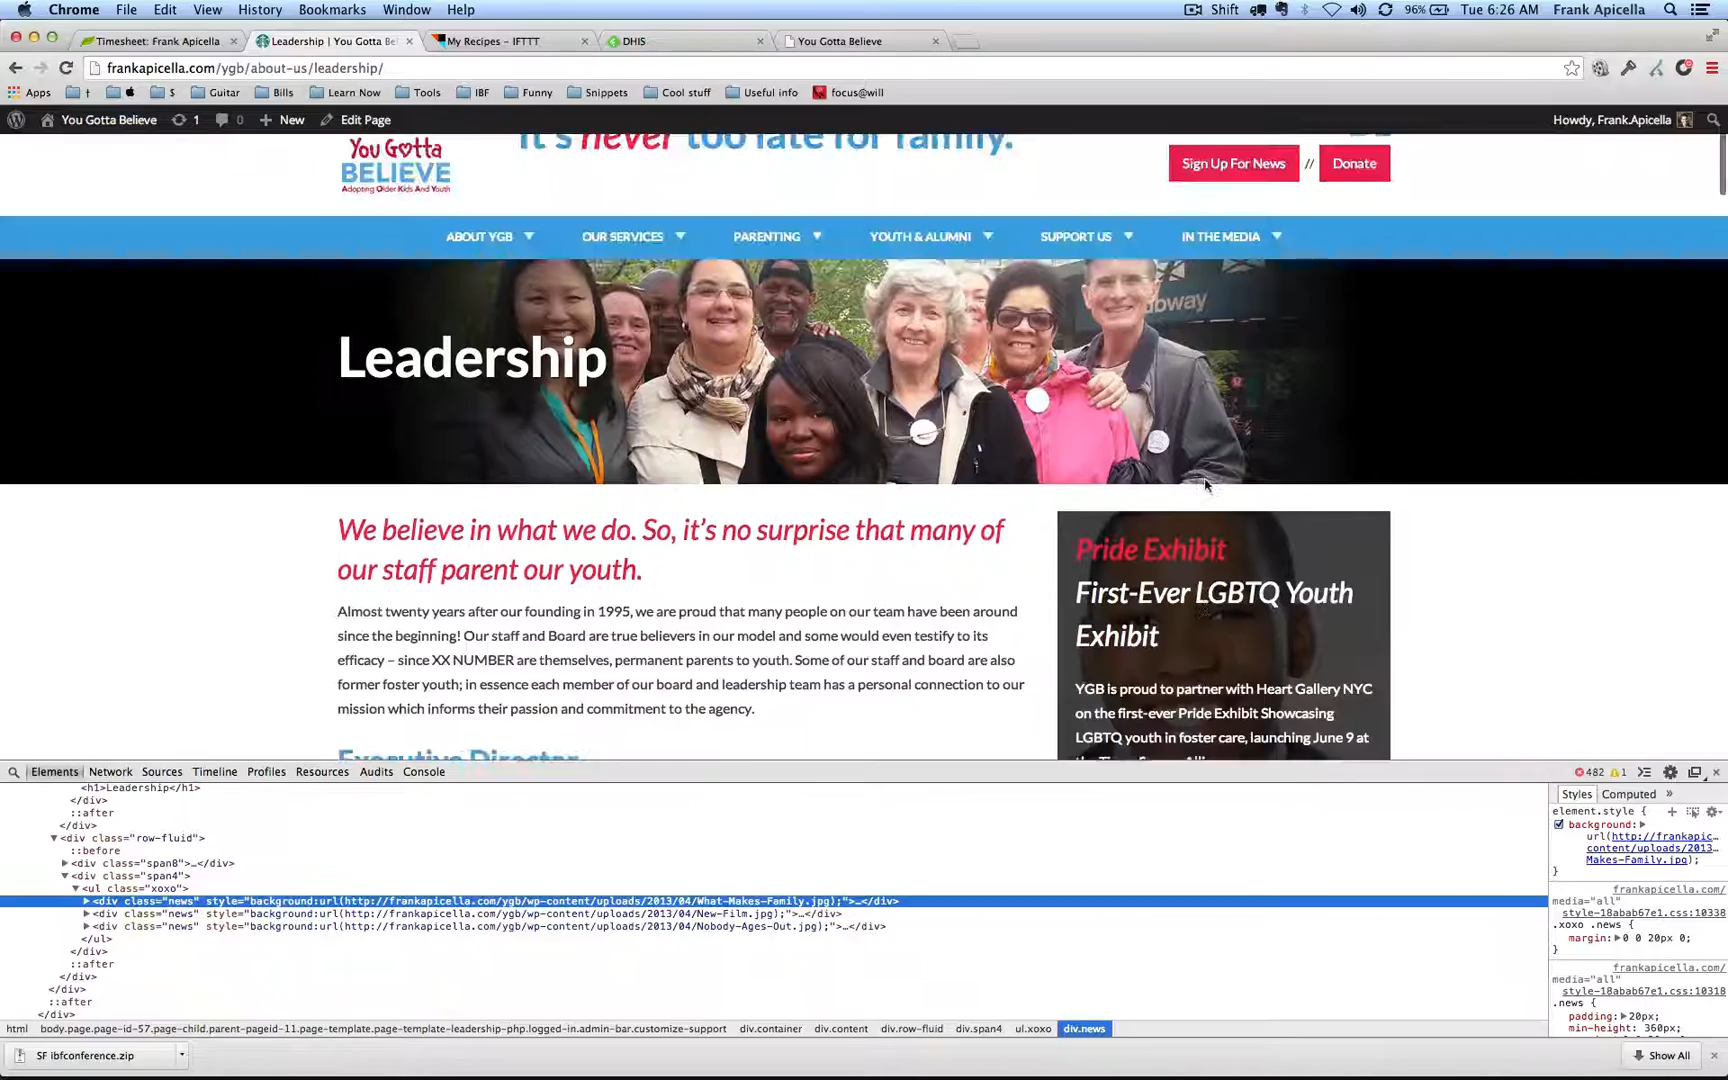 Chrome File Edit View History Bookmarks Window Help Shift 96% Tue 6:26 AM Frank Apicella
Timesheet: Frank Apicella × Leadership | You Gotta Be × My Recipes – IFTTT × DHIS × You Gotta Believe ×
frankapicella.com/ygb/about-us/leadership/
Apps † $ Guitar Bills Learn Now Tools IBF Funny Snippets Cool stuff Useful info focus@will
You Gotta Believe 1 0 + New Edit Page Howdy, Frank.Apicella
You Gotta
BELIEVE
Adopting Older Kids And Youth
It's never too late for family.
Sign Up For News // Donate
ABOUT YGB OUR SERVICES PARENTING YOUTH & ALUMNI SUPPORT US IN THE MEDIA
Leadership
We believe in what we do. So, it's no surprise that many of
our staff parent our youth.
Almost twenty years after our founding in 1995, we are proud that many people on our team have been around
since the beginning! Our staff and Board are true believers in our model and some would even testify to its
efficacy – since XX NUMBER are themselves, permanent parents to youth. Some of our staff and board are also
former foster youth; in essence each member of our board and leadership team has a personal connection to our
mission which informs their passion and commitment to the agency.
Executive Director
Pride Exhibit
First-Ever LGBTQ Youth
Exhibit
YGB is proud to partner with Heart Gallery NYC
on the first-ever Pride Exhibit Showcasing
LGBTQ youth in foster care, launching June 9 at
Elements Network Sources Timeline Profiles Resources Audits Console 482 1
<h1>Leadership</h1>
</div>
::after
</div>
<div class="row-fluid">
::before
<div class="span8">…</div>
<div class="span4">
<ul class="xoxo">
<div class="news" style="background:url(http://frankapicella.com/ygb/wp-content/uploads/2013/04/What-Makes-Family.jpg);">…</div>
<div class="news" style="background:url(http://frankapicella.com/ygb/wp-content/uploads/2013/04/New-Film.jpg);">…</div>
<div class="news" style="background:url(http://frankapicella.com/ygb/wp-content/uploads/2013/04/Nobody-Ages-Out.jpg);">…</div>
</ul>
</div>
::after
</div>
</div>
::after
</div>
Styles Computed »
element.style {
background:
url(http://frankapic…
content/uploads/2013…
Makes-Family.jpg);
}
frankapicella.com/
media="all"
style-18abab67e1.css:10338
.xoxo .news {
margin: 0 0 20px 0;
}
frankapicella.com/
media="all"
style-18abab67e1.css:10318
.news {
padding: 20px;
min-height: 360px;
html body.page.page-id-57.page-child.parent-pageid-11.page-template.page-template-leadership-php.logged-in.admin-bar.customize-support div.container div.content div.row-fluid div.span4 ul.xoxo div.news
SF ibfconference.zip Show All ×